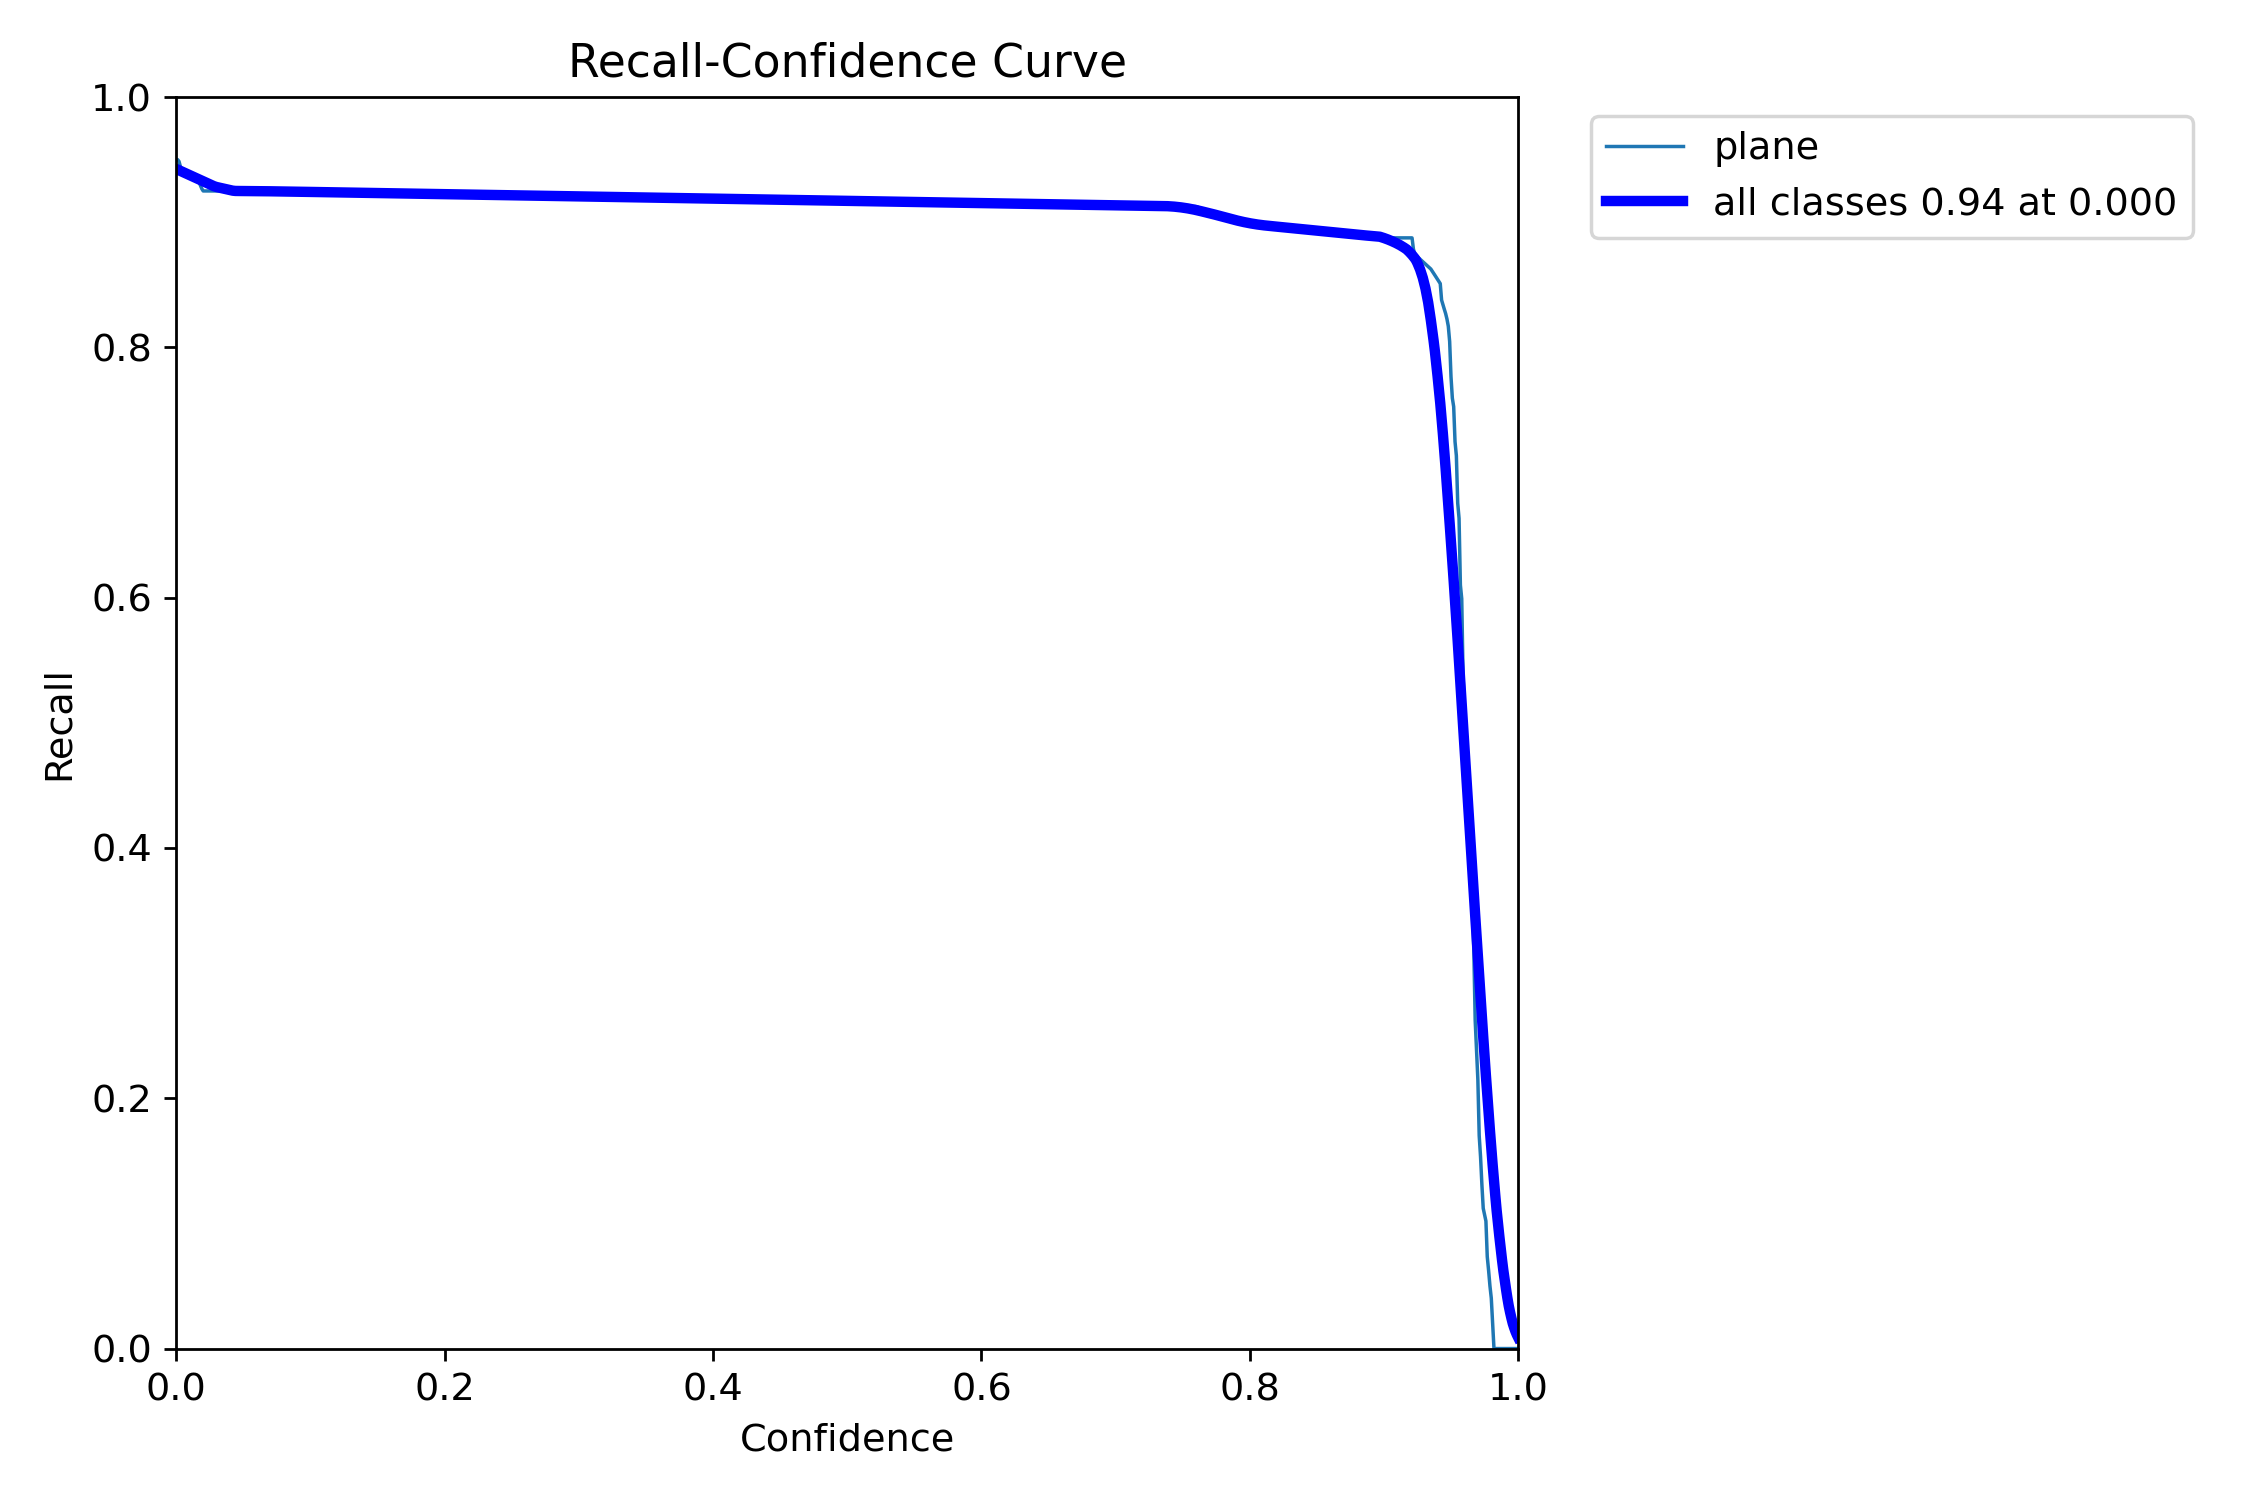 Recall-Confidence Curve
1.0
0.8
0.6
0.4
0.2
0.0
Recall
0.0 0.2 0.4 0.6 0.8 1.0
Confidence
plane
all classes 0.94 at 0.000